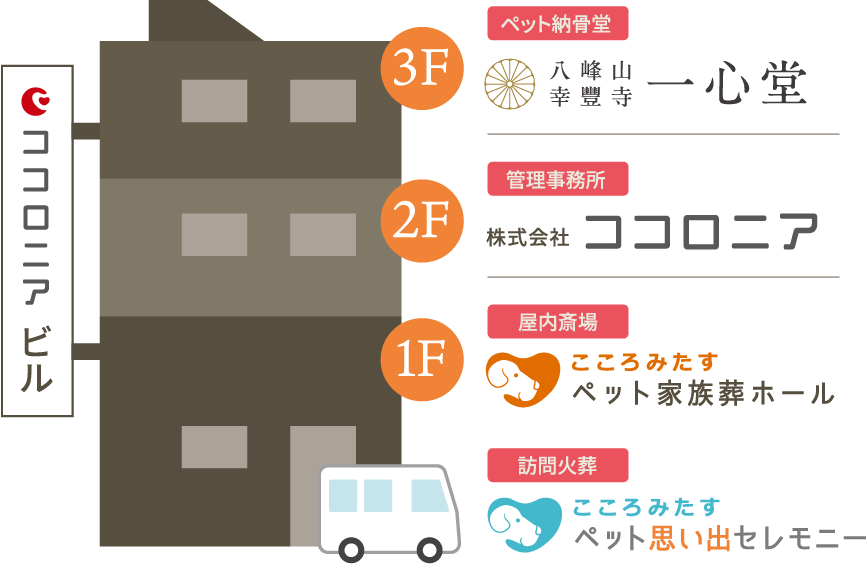 ココロニア ビル
3F
ペット納骨堂
八峰山
幸豐寺
一心堂
2F
管理事務所
株式会社 ココロニア
1F
屋内斎場
こころみたす
ペット家族葬ホール
訪問火葬
こころみたす
ペット思い出セレモニー